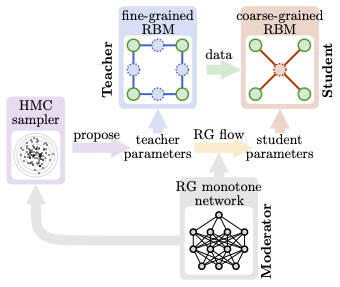 fine-grained
RBM
Teacher
data
coarse-grained
RBM
Student
HMC
sampler
propose
teacher
parameters
RG flow
student
parameters
RG monotone
network
Moderator